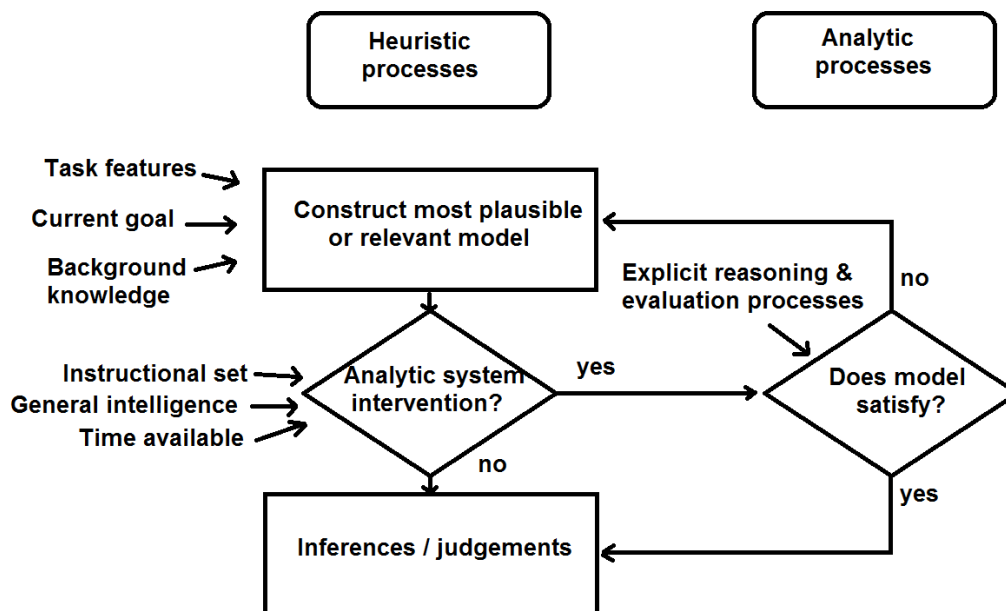 Heuristic
processes
Analytic
processes
Task features
Current goal
Background
knowledge
Construct most plausible
or relevant model
Explicit reasoning &
evaluation processes
no
Instructional set
General intelligence
Time available
Analytic system
intervention?
yes
Does model
satisfy?
no
yes
Inferences / judgements